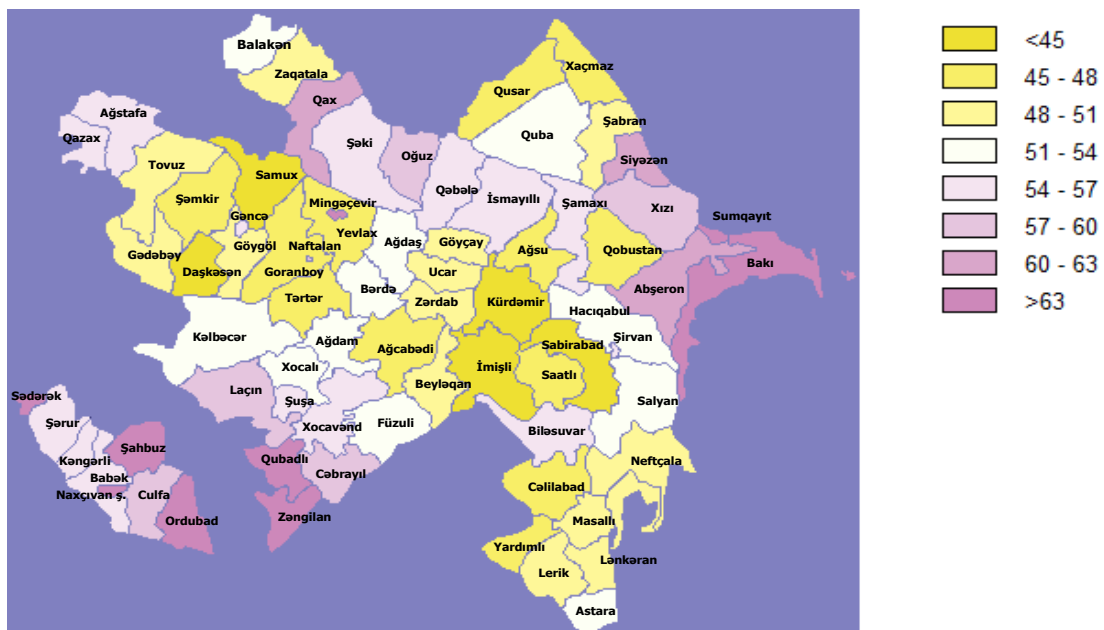 Balakən
Zaqatala
Xaçmaz
Qax
Qusar
Ağstafa
Şabran
Qazax
Quba
Şəki
Oğuz
Siyəzən
Tovuz
Samux
Qəbələ
İsmayıllı
Şəmkir
Mingəçevir
Şamaxı
Xızı
Gəncə
Sumqayıt
Yevlax
Göygöl
Naftalan
Ağdaş
Göyçay
Ağsu
Qobustan
Gədəbəy
Bakı
Daşkəsən
Goranboy
Ucar
Abşeron
Bərdə
Tərtər
Zərdab
Kürdəmir
Hacıqabul
Kəlbəcər
Ağdam
Ağcabədi
Sabirabad
Şirvan
Xocalı
İmişli
Saatlı
Laçın
Beyləqan
Sədərək
Şuşa
Salyan
Şərur
Xocavənd
Füzuli
Biləsuvar
Şahbuz
Qubadlı
Kəngərli
Cəbrayıl
Neftçala
Babək
Naxçıvan ş.
Culfa
Cəlilabad
Ordubad
Zəngilan
Masallı
Yardımlı
Lənkəran
Lerik
Astara
<45
45 - 48
48 - 51
51 - 54
54 - 57
57 - 60
60 - 63
>63